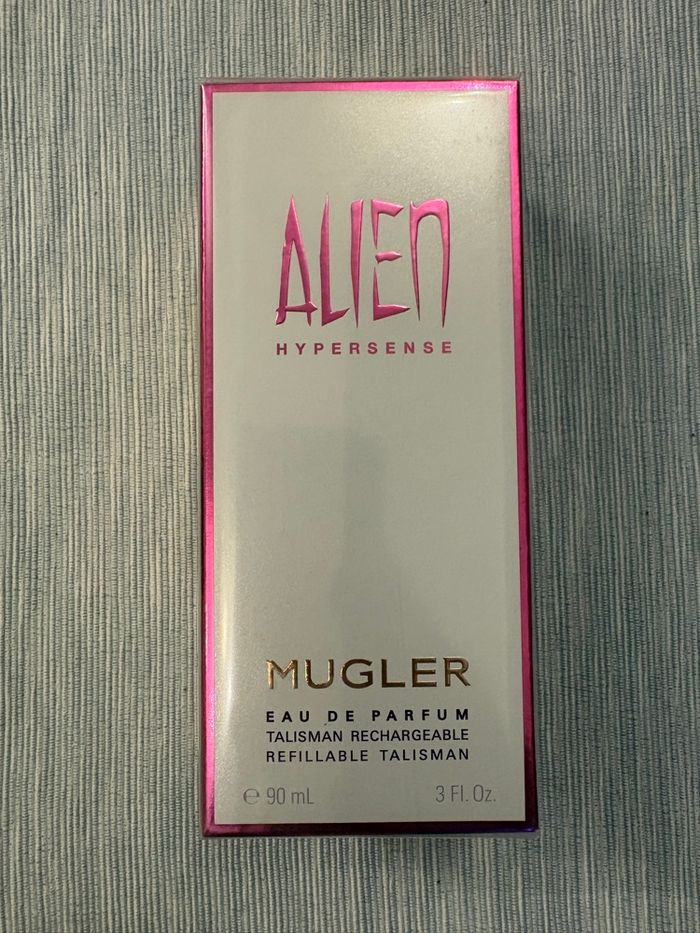 ALIEN
HYPERSENSE
MUGLER
EAU DE PARFUM
TALISMAN RECHARGEABLE
REFILLABLE TALISMAN
℮ 90 mL 3 Fl. Oz.